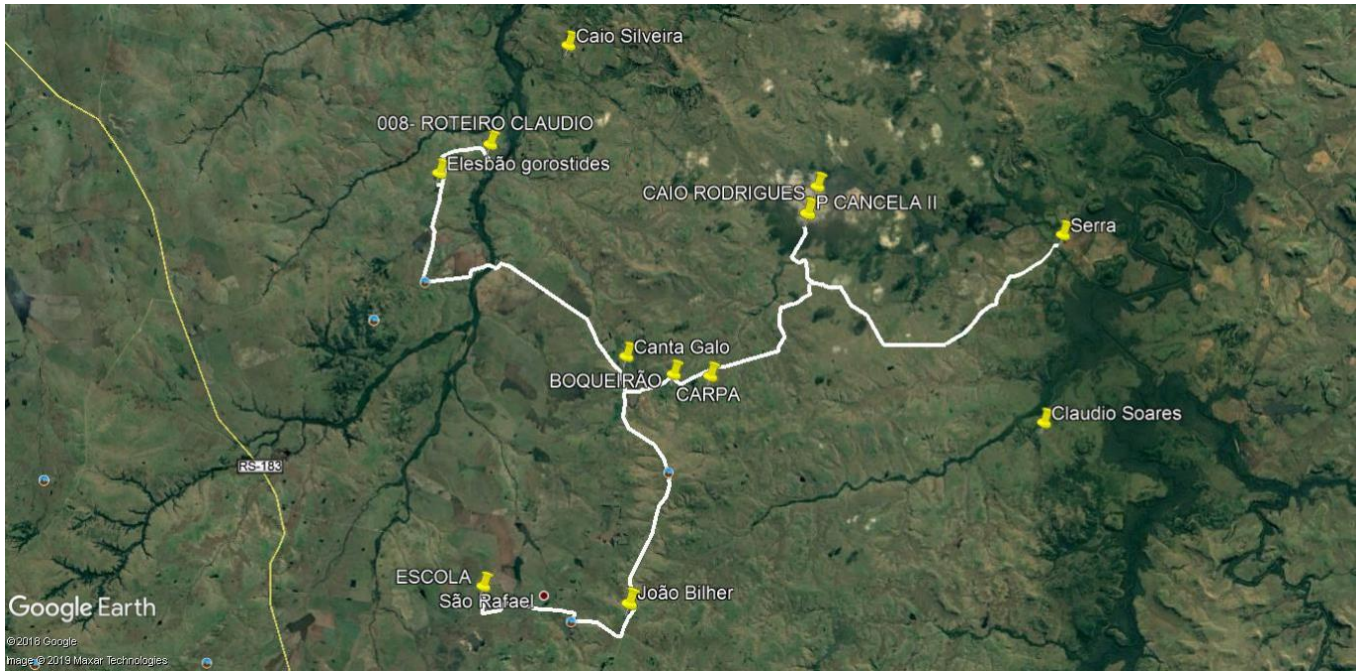 Caio Silveira
008- ROTEIRO CLAUDIO
Elesbão gorostides
CAIO RODRIGUES
P CANCELA II
Serra
Canta Galo
BOQUEIRÃO
CARPA
Claudio Soares
RS-183
ESCOLA
São Rafael
João Bilher
Google Earth
© 2018 Google
Image © 2019 Maxar Technologies